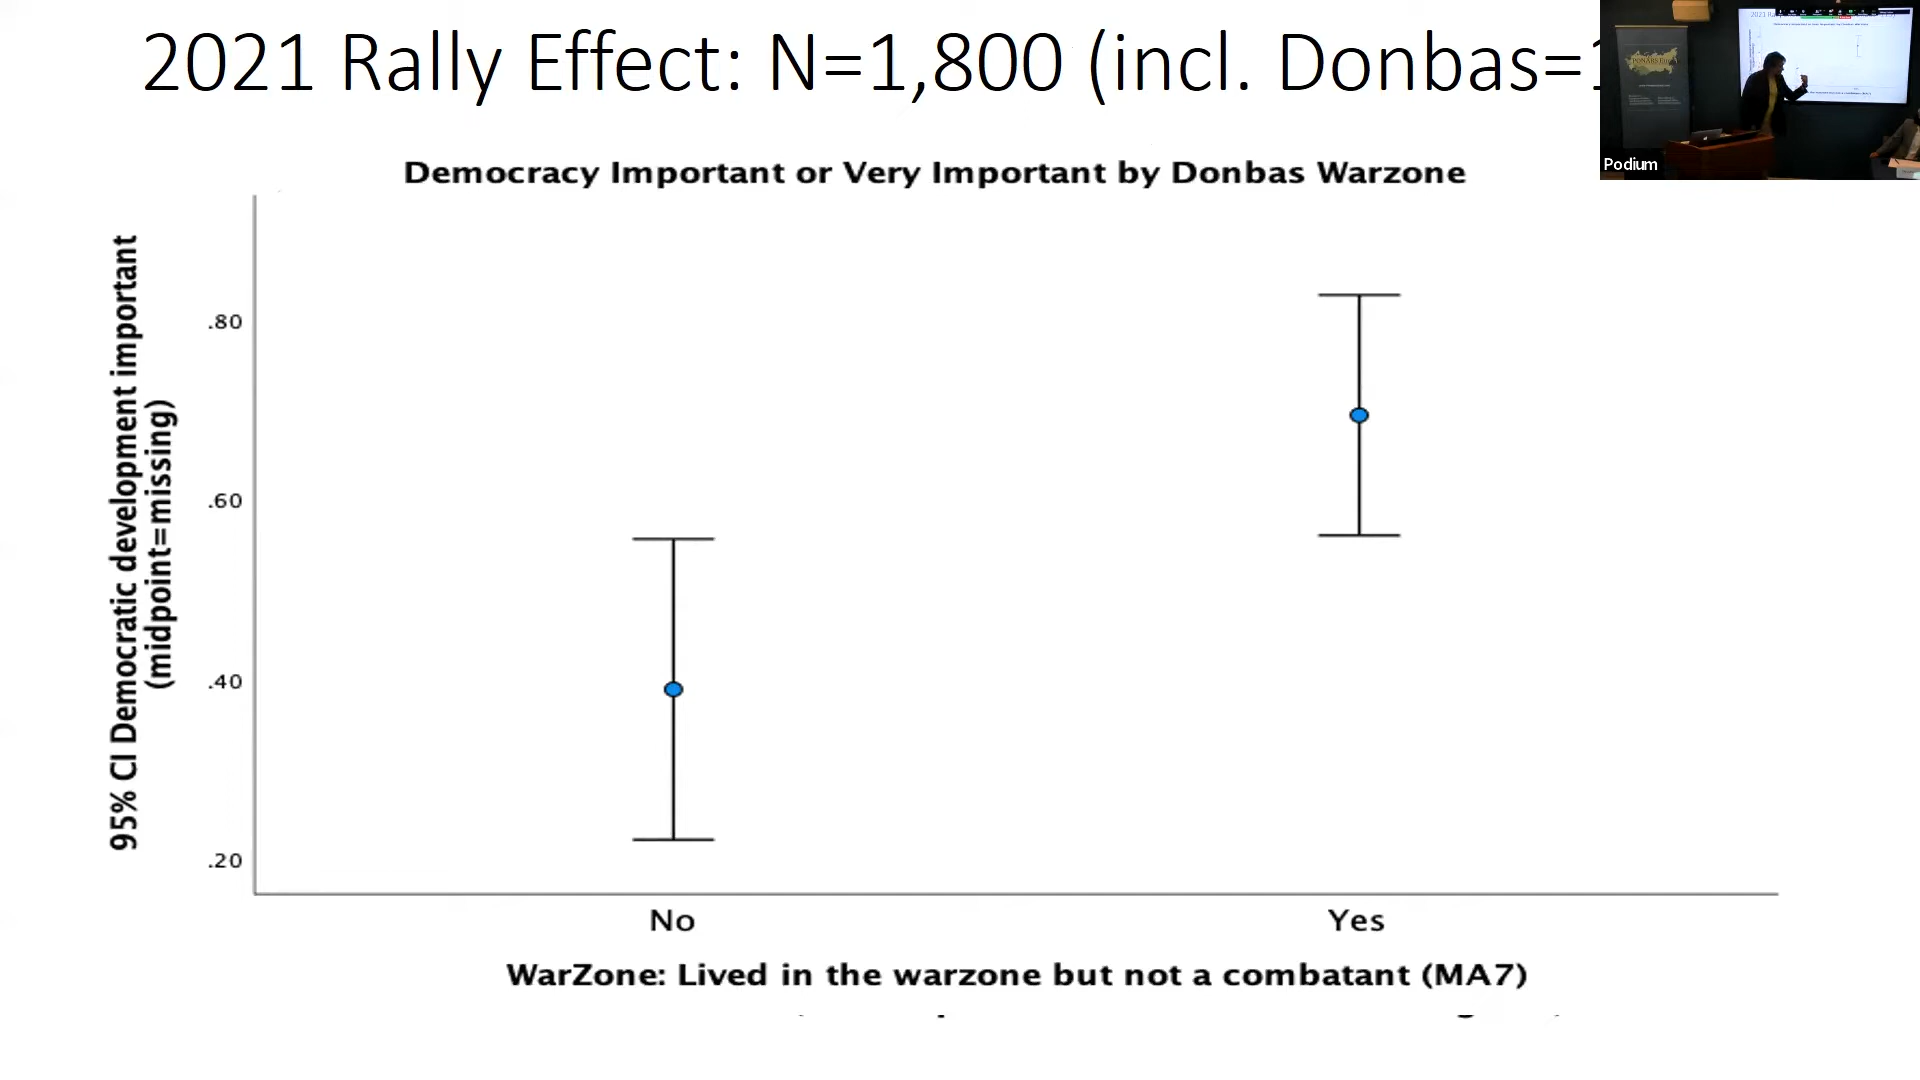 2021 Rally Effect: N=1,800 (incl. Donbas=
Podium
Democracy Important or Very Important by Donbas Warzone
95% CI Democratic development important
(midpoint=missing)
.80
.60
.40
.20
No Yes
WarZone: Lived in the warzone but not a combatant (MA7)